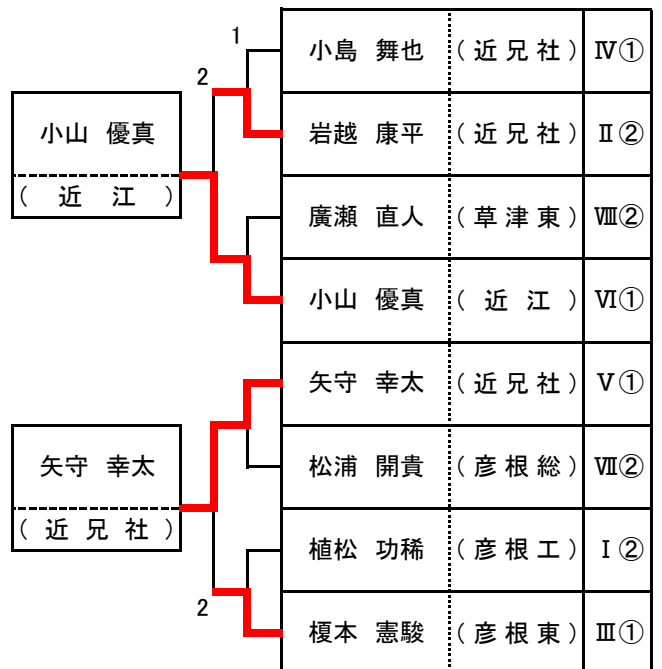 1
2
小島 舞也 (近兄社) Ⅳ①
岩越 康平 (近兄社) Ⅱ②
廣瀬 直人 (草津東) Ⅷ②
小山 優真 (近江) Ⅵ①
矢守 幸太 (近兄社) Ⅴ①
松浦 開貴 (彦根総) Ⅶ②
植松 功稀 (彦根工) Ⅰ②
榎本 憲駿 (彦根東) Ⅲ①
2
小山 優真
(近江)
矢守 幸太
(近兄社)